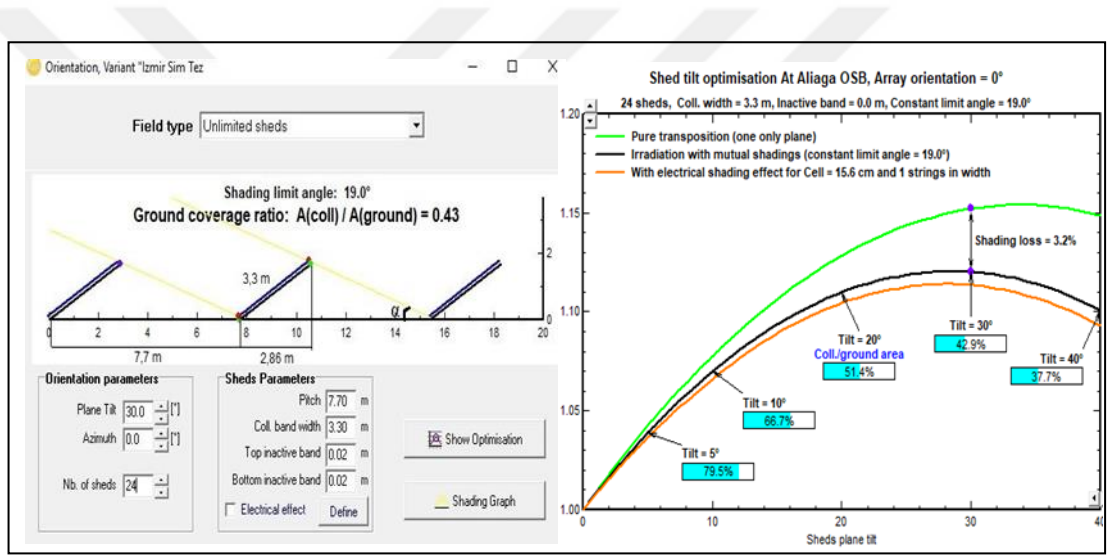 Orientation, Variant "Izmir Sim Tez
Field type Unlimited sheds
Shading limit angle: 19.0°
Ground coverage ratio: A(coll) / A(ground) = 0.43
2
3,3 m
α
0 2 4 6 8 10 12 14 16 18 20
0
7,7 m 2,86 m
Orientation parameters
Plane Tilt 30.0 [°]
Azimuth 0.0 [°]
Nb. of sheds 24
Sheds Parameters
Pitch 7.70 m
Coll. band width 3.30 m
Top inactive band 0.02 m
Bottom inactive band 0.02 m
Electrical effect Define
Show Optimisation
Shading Graph
Shed tilt optimisation At Aliaga OSB, Array orientation = 0°
24 sheds, Coll. width = 3.3 m, Inactive band = 0.0 m, Constant limit angle = 19.0°
1.20
Pure transposition (one only plane)
Irradiation with mutual shadings (constant limit angle = 19.0°)
With electrical shading effect for Cell = 15.6 cm and 1 strings in width
1.15
Shading loss = 3.2%
1.10
Tilt = 30°
42.9%
Tilt = 20°
Coll./ground area
51.4%
Tilt = 40°
37.7%
Tilt = 10°
66.7%
1.05
Tilt = 5°
79.5%
1.00
0 10 20 30 40
Sheds plane tilt